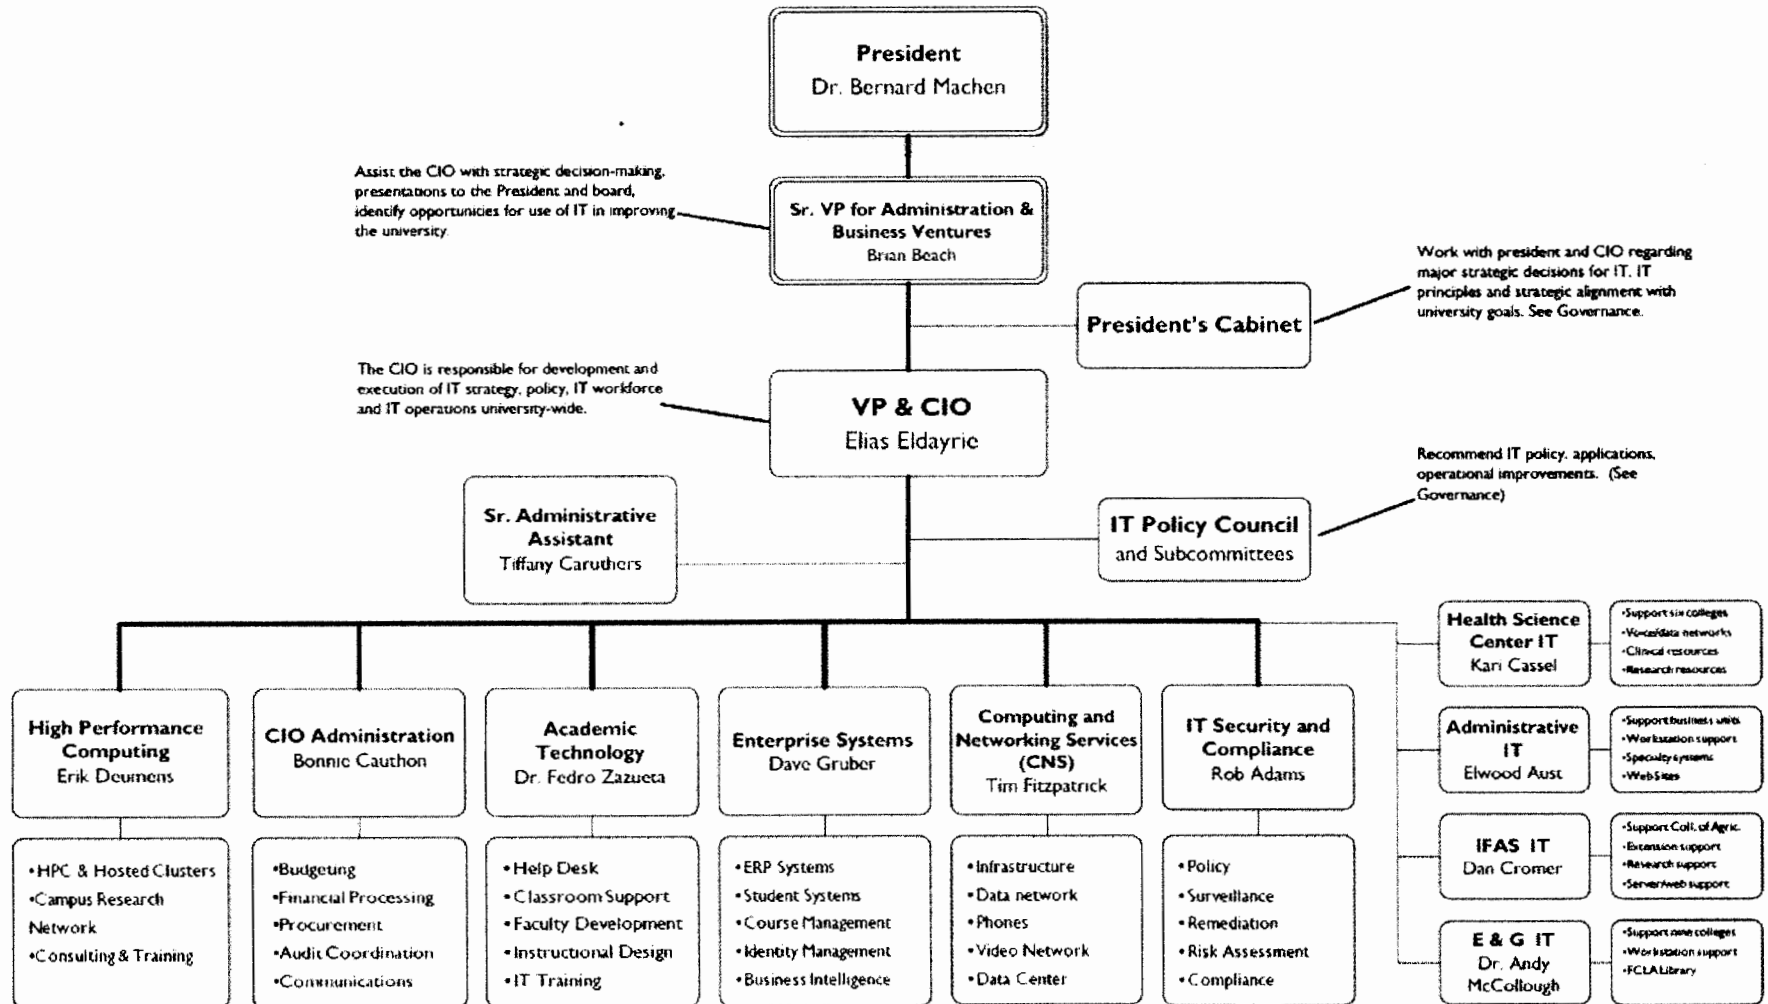 President
Dr. Bernard Machen
Assist the CIO with strategic decision-making,
presentations to the President and board,
identify opportunities for use of IT in improving
the university.
Sr. VP for Administration &
Business Ventures
Brian Beach
Work with president and CIO regarding
major strategic decisions for IT, IT
principles and strategic alignment with
university goals. See Governance.
President's Cabinet
The CIO is responsible for development and
execution of IT strategy, policy, IT workforce
and IT operations university-wide.
VP & CIO
Elias Eldayrie
Recommend IT policy, applications,
operational improvements. (See
Governance)
Sr. Administrative
Assistant
Tiffany Caruthers
IT Policy Council
and Subcommittees
Health Science
Center IT
Kari Cassel
•Support six colleges
•Voice/data networks
•Clinical resources
•Research resources
Administrative
IT
Elwood Aust
•Support business units
•Workstation support
•Specialty systems
•Web Sites
IFAS IT
Dan Cromer
•Support Coll. of Agric.
•Extension support
•Research support
•Server/web support
E & G IT
Dr. Andy
McCollough
•Support nine colleges
•Workstation support
•FCLA Library
High Performance
Computing
Erik Deumens
•HPC & Hosted Clusters
•Campus Research
Network
•Consulting & Training
CIO Administration
Bonnie Cauthon
•Budgeting
•Financial Processing
•Procurement
•Audit Coordination
•Communications
Academic
Technology
Dr. Fedro Zazueta
•Help Desk
•Classroom Support
•Faculty Development
•Instructional Design
•IT Training
Enterprise Systems
Dave Gruber
•ERP Systems
•Student Systems
•Course Management
•Identity Management
•Business Intelligence
Computing and
Networking Services
(CNS)
Tim Fitzpatrick
•Infrastructure
•Data network
•Phones
•Video Network
•Data Center
IT Security and
Compliance
Rob Adams
•Policy
•Surveillance
•Remediation
•Risk Assessment
•Compliance